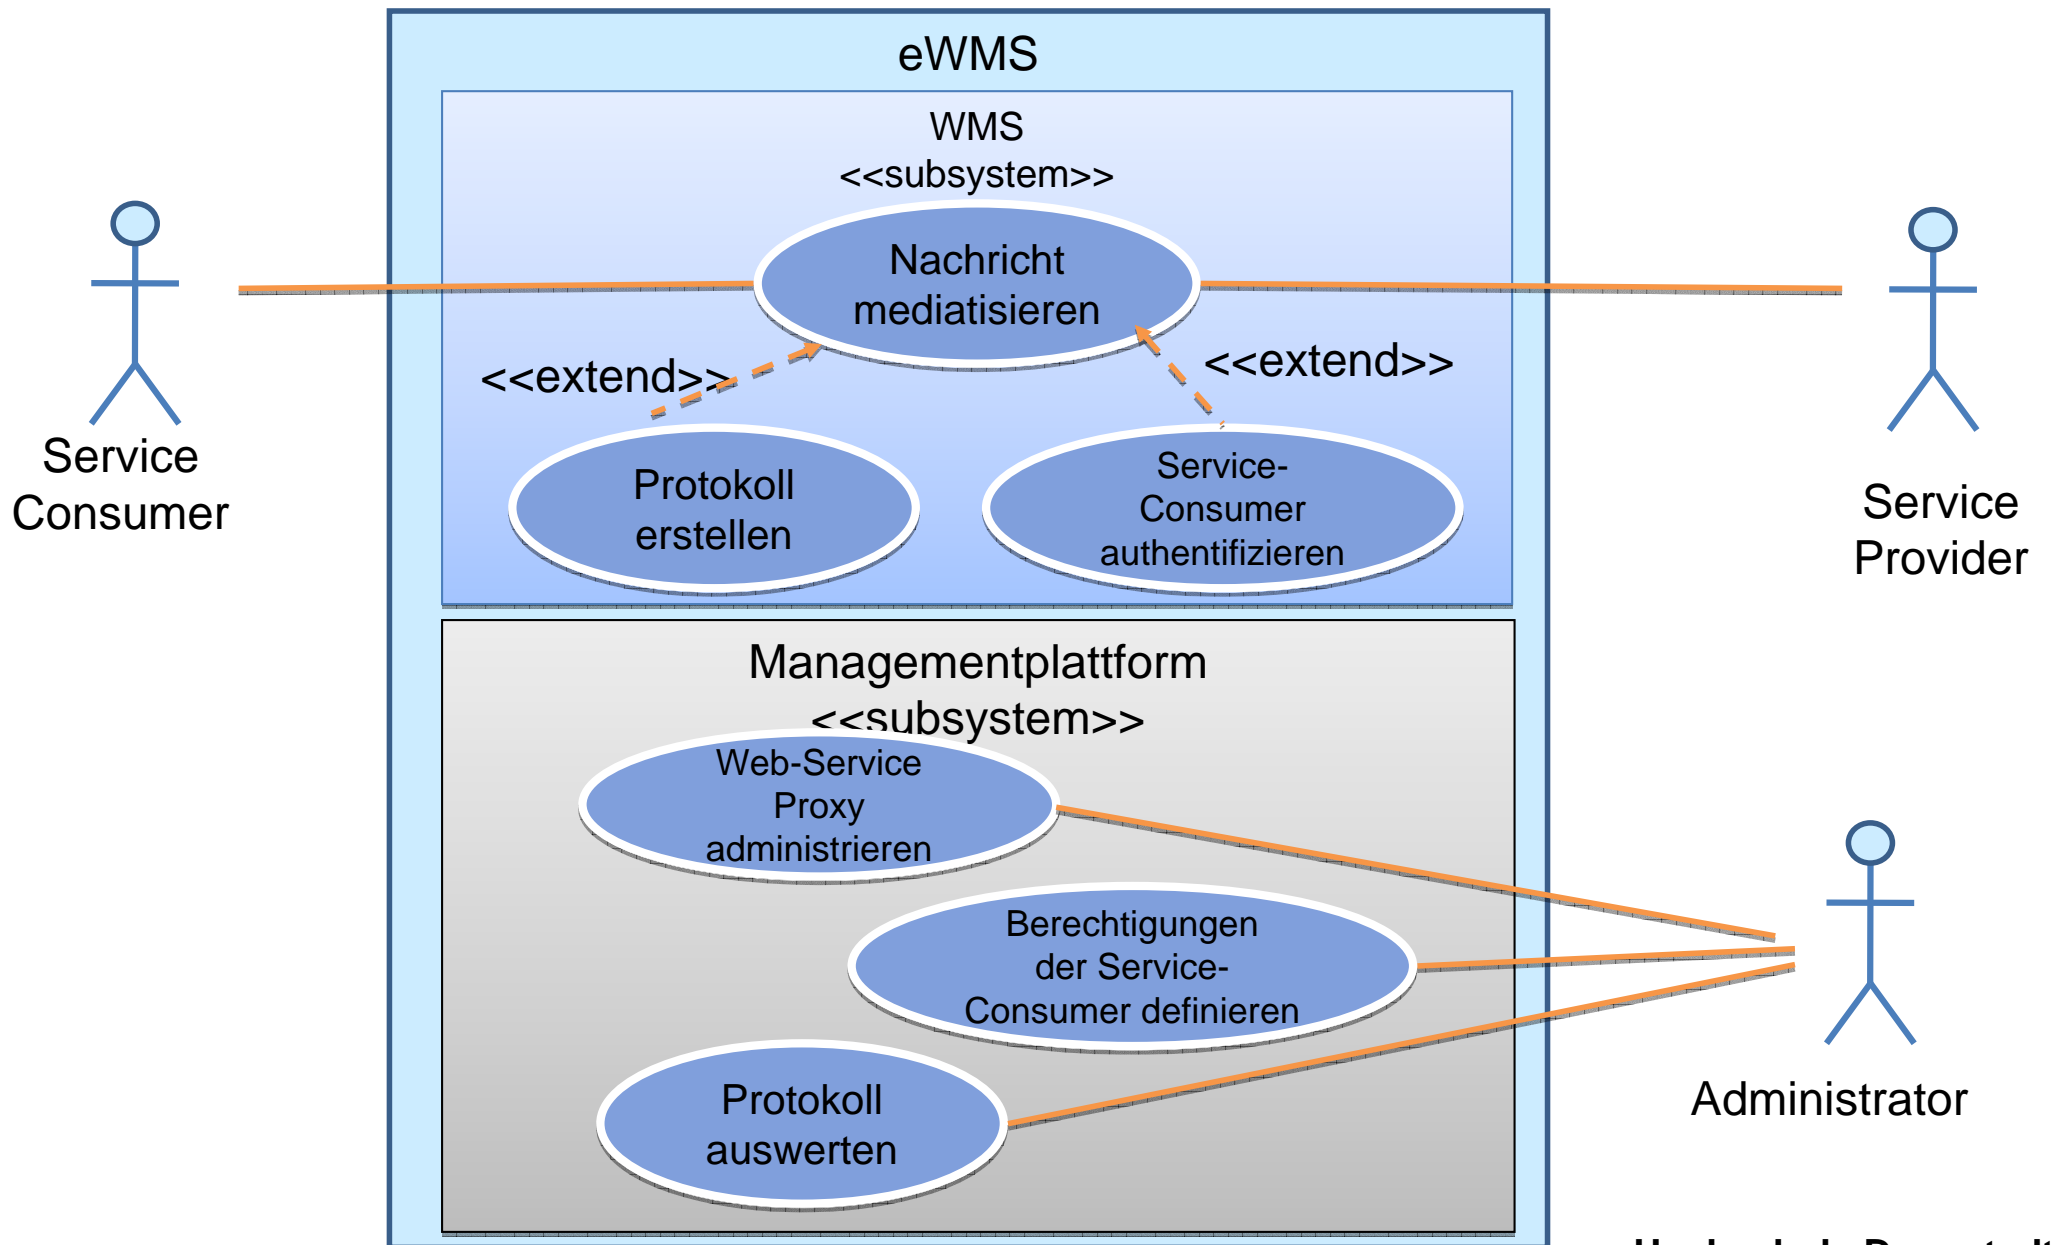 eWMS
WMS
<<subsystem>>
Nachricht
mediatisieren
<<extend>>
<<extend>>
Protokoll
erstellen
Service-
Consumer
authentifizieren
Service
Consumer
Service
Provider
Managementplattform
<<subsystem>>
Web-Service
Proxy
administrieren
Berechtigungen
der Service-
Consumer definieren
Protokoll
auswerten
Administrator